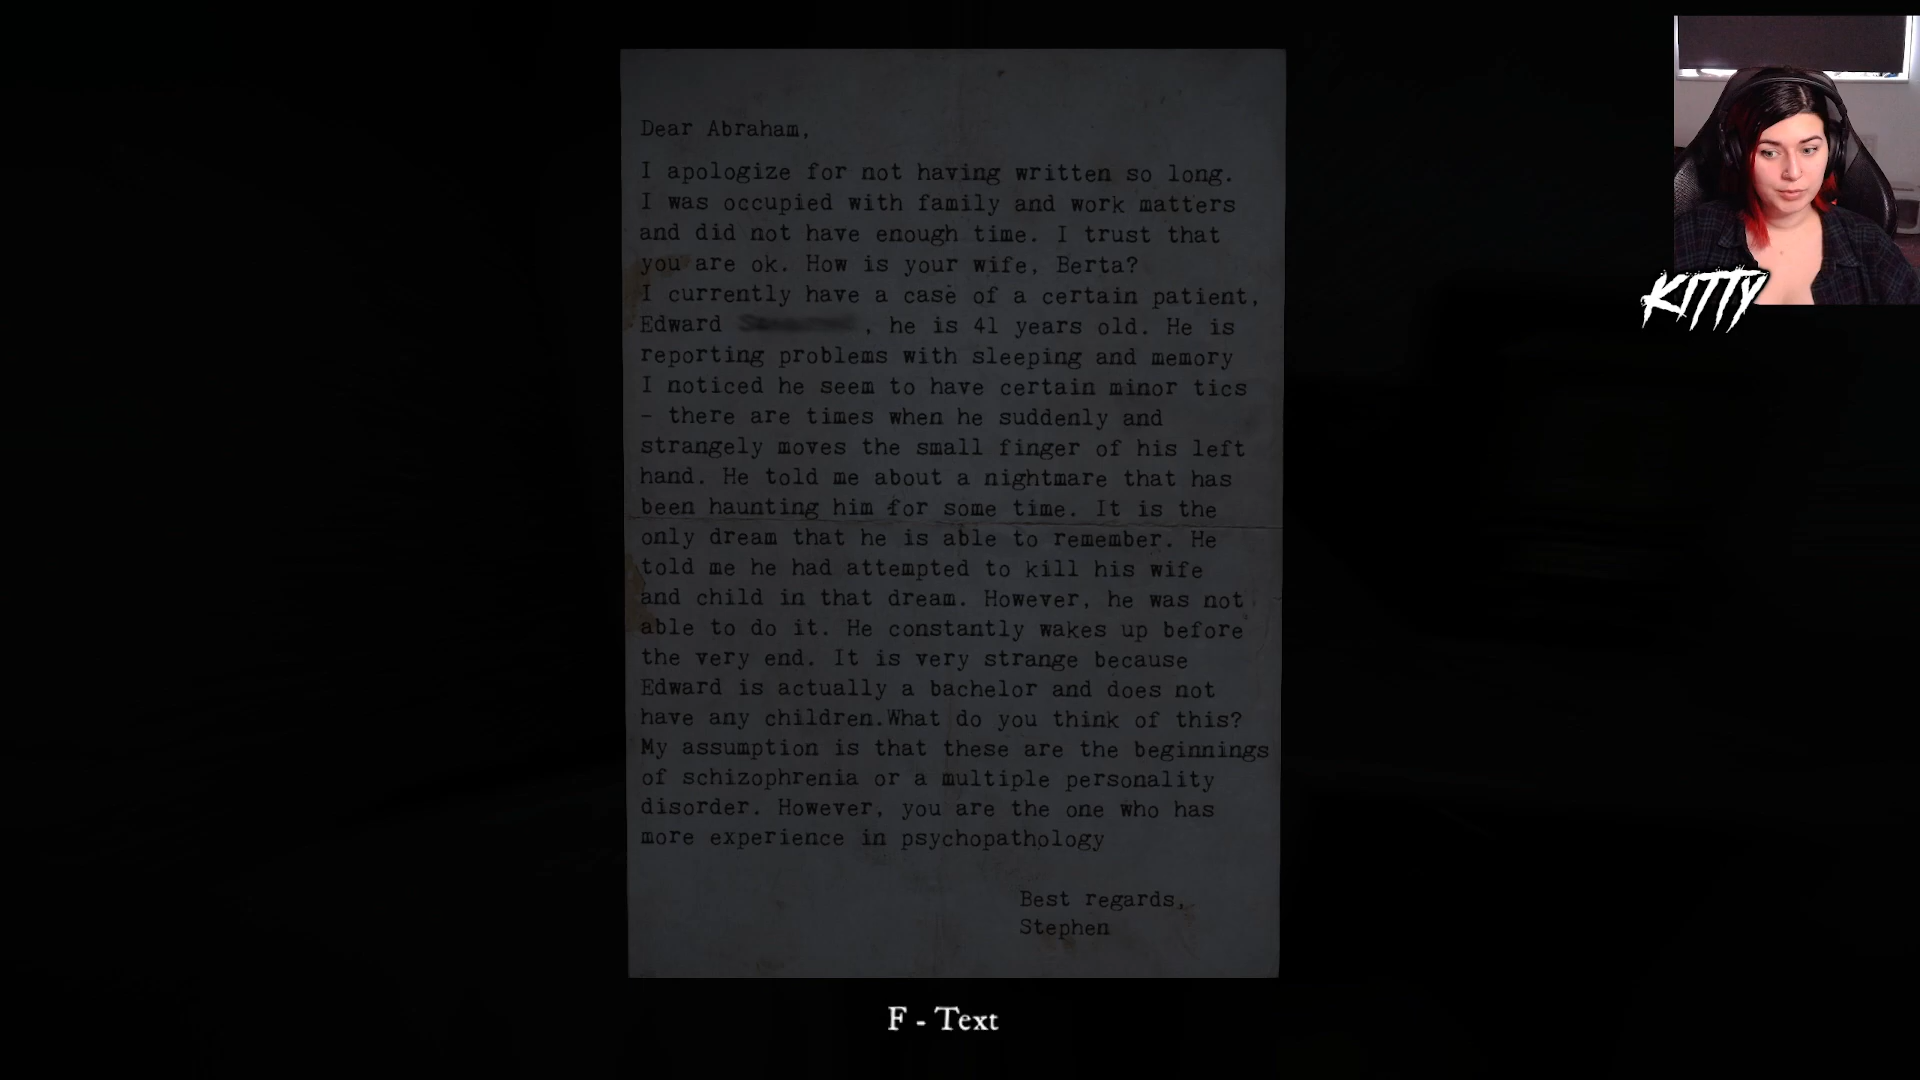 Dear Abraham,
I apologize for not having written so long.
I was occupied with family and work matters
and did not have enough time. I trust that
you are ok. How is your wife, Berta?
I currently have a case of a certain patient,
Edward , he is 41 years old. He is
reporting problems with sleeping and memory
I noticed he seem to have certain minor tics
- there are times when he suddenly and
strangely moves the small finger of his left
hand. He told me about a nightmare that has
been haunting him for some time. It is the
only dream that he is able to remember. He
told me he had attempted to kill his wife
and child in that dream. However, he was not
able to do it. He constantly wakes up before
the very end. It is very strange because
Edward is actually a bachelor and does not
have any children.What do you think of this?
My assumption is that these are the beginnings
of schizophrenia or a multiple personality
disorder. However, you are the one who has
more experience in psychopathology
Best regards,
Stephen
F - Text
KITTY